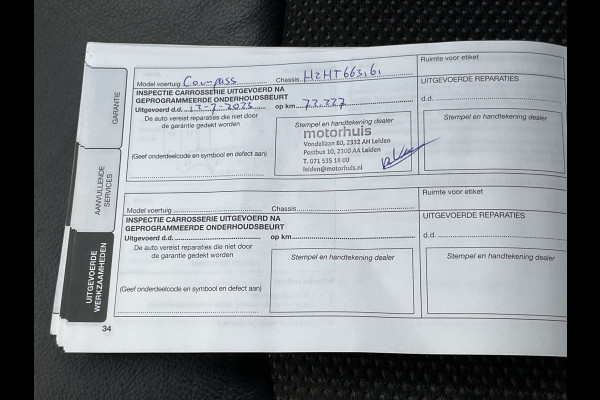 GARANTIE
AANVULLENDE SERVICES
UITGEVOERDE WERKZAAMHEDEN
Model voertuig Compass Chassis HZHT663161 Ruimte voor etiket
INSPECTIE CARROSSERIE UITGEVOERD NA
GEPROGRAMMEERDE ONDERHOUDSBEURT UITGEVOERDE REPARATIES
Uitgevoerd d.d. 13-7-2023 op km 72.227 d.d.
De auto vereist reparaties die niet door
de garantie gedekt worden
Stempel en handtekening dealer Stempel en handtekening dealer
motorhuis
Vondellaan 80, 2332 AH Leiden
Postbus 10, 2300 AA Leiden
T. 071 535 18 00
leiden@motorhuis.nl
(Geef onderdeelcode en symbool en defect aan)
Model voertuig Chassis Ruimte voor etiket
INSPECTIE CARROSSERIE UITGEVOERD NA
GEPROGRAMMEERDE ONDERHOUDSBEURT UITGEVOERDE REPARATIES
Uitgevoerd d.d. op km d.d.
De auto vereist reparaties die niet door
de garantie gedekt worden
Stempel en handtekening dealer Stempel en handtekening dealer
(Geef onderdeelcode en symbool en defect aan)
34